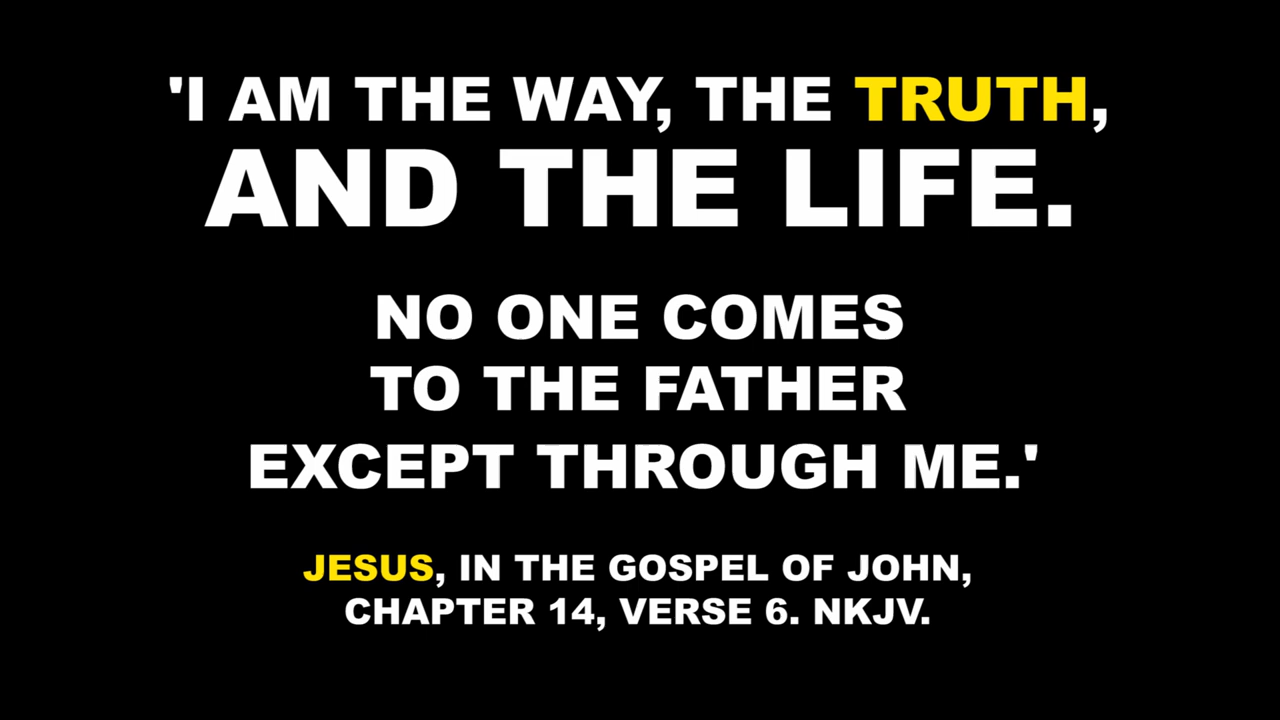 'I AM THE WAY, THE TRUTH,
AND THE LIFE.
NO ONE COMES
TO THE FATHER
EXCEPT THROUGH ME.'
JESUS, IN THE GOSPEL OF JOHN,
CHAPTER 14, VERSE 6. NKJV.